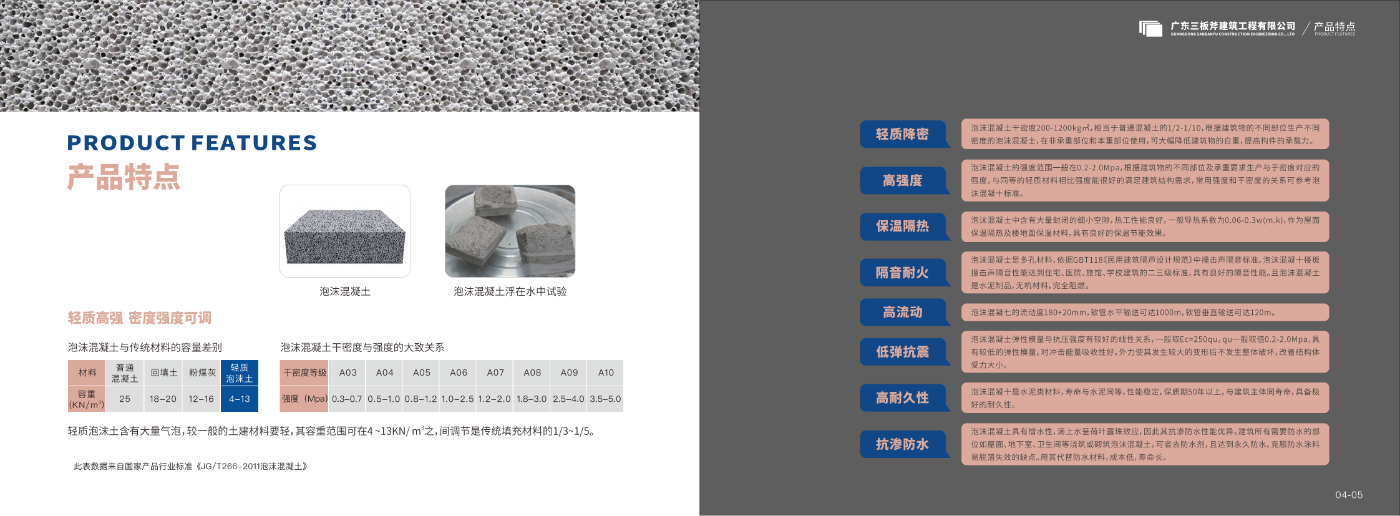 PRODUCT FEATURES
产品特点
泡沫混凝土
泡沫混凝土浮在水中试验
轻质高强 密度强度可调
泡沫混凝土与传统材料的容量差别
材料 普通混凝土 回填土 粉煤灰 轻质泡沫土
容重(KN/m³) 25 18-20 12-16 4-13
泡沫混凝土干密度与强度的大致关系
干密度等级 A03 A04 A05 A06 A07 A08 A09 A10
强度 (Mpa) 0.3-0.7 0.5-1.0 0.8-1.2 1.0-2.5 1.2-2.0 1.8-3.0 2.5-4.0 3.5-5.0
轻质泡沫土含有大量气泡，较一般的土建材料要轻，其容重范围可在4~13KN/m³之，间调节是传统填充材料的1/3~1/5。
此表数据来自国家产品行业标准《JG/T266-2011泡沫混凝土》
广东三板斧建筑工程有限公司
GUANGDONG SANBANFU CONSTRUCTION ENGINEERING CO., LTD
产品特点
PRODUCT FEATURES
轻质降密
泡沫混凝土干密度200-1200kg㎡，相当于普通混凝土的1/2-1/10，根据建筑物的不同部位生产不同
密度的泡沫混凝土，在非承重部位和本重部位使用，可大幅降低建筑物的自重，提高构件的承载力。
高强度
泡沫混凝土的强度范围一般在0.2-2.0Mpa，根据建筑物的不同部位及承重要求生产与于密度对应的
强度，与同等的轻质材料相比强度能很好的满足建筑结构需求，常用强度和干密度的关系可参考泡
沫混凝十标准。
保温隔热
泡沫混凝土中含有大量封闭的细小空隙，热工性能良好，一般导热系数为0.06-0.3w(m.k)，作为屋面
保温隔热及楼地面保温材料，具有良好的保温节能效果。
隔音耐火
泡沫混凝土是多孔材料，依据GBT118《民用建筑隔声设计规范》中撞击声隔音标准，泡沫混凝十楼板
撞击声隔音性能达到住宅、医院、旅馆、学校建筑的二三级标准，具有良好的隔音性能。且泡沫混凝土
是水泥制品，无机材料，完全阻燃。
高流动
泡沫混凝七的流动度180+20mm，软管水平输送可达1000m，软管垂直输送可达120m。
低弹抗震
泡沫混凝土弹性模量与抗压强度有较好的线性关系，一般取Ec=250qu，qu一般取值0.2-2.0Mpa，具
有较低的弹性模量，对冲击能量吸收性好，外力使其发生较大的变形后不发生整体破坏，改善结构体
受力大小。
高耐久性
泡沫混凝十是水泥类材料，寿命与水泥同等，性能稳定，保质期50年以上，与建筑主体同寿命，具备极
好的耐久性。
抗渗防水
泡沫混凝土具有憎水性，滴上水呈荷叶露珠效应，因此其抗渗防水性能优异。建筑所有需要防水的部
位如屋面、地下室、卫生间等浇筑或砌筑泡沫混凝土，可省去防水剂，且达到永久防水，克服防水涂料
易脱落失效的缺点。用其代替防水材料，成本低，寿命长。
04-05